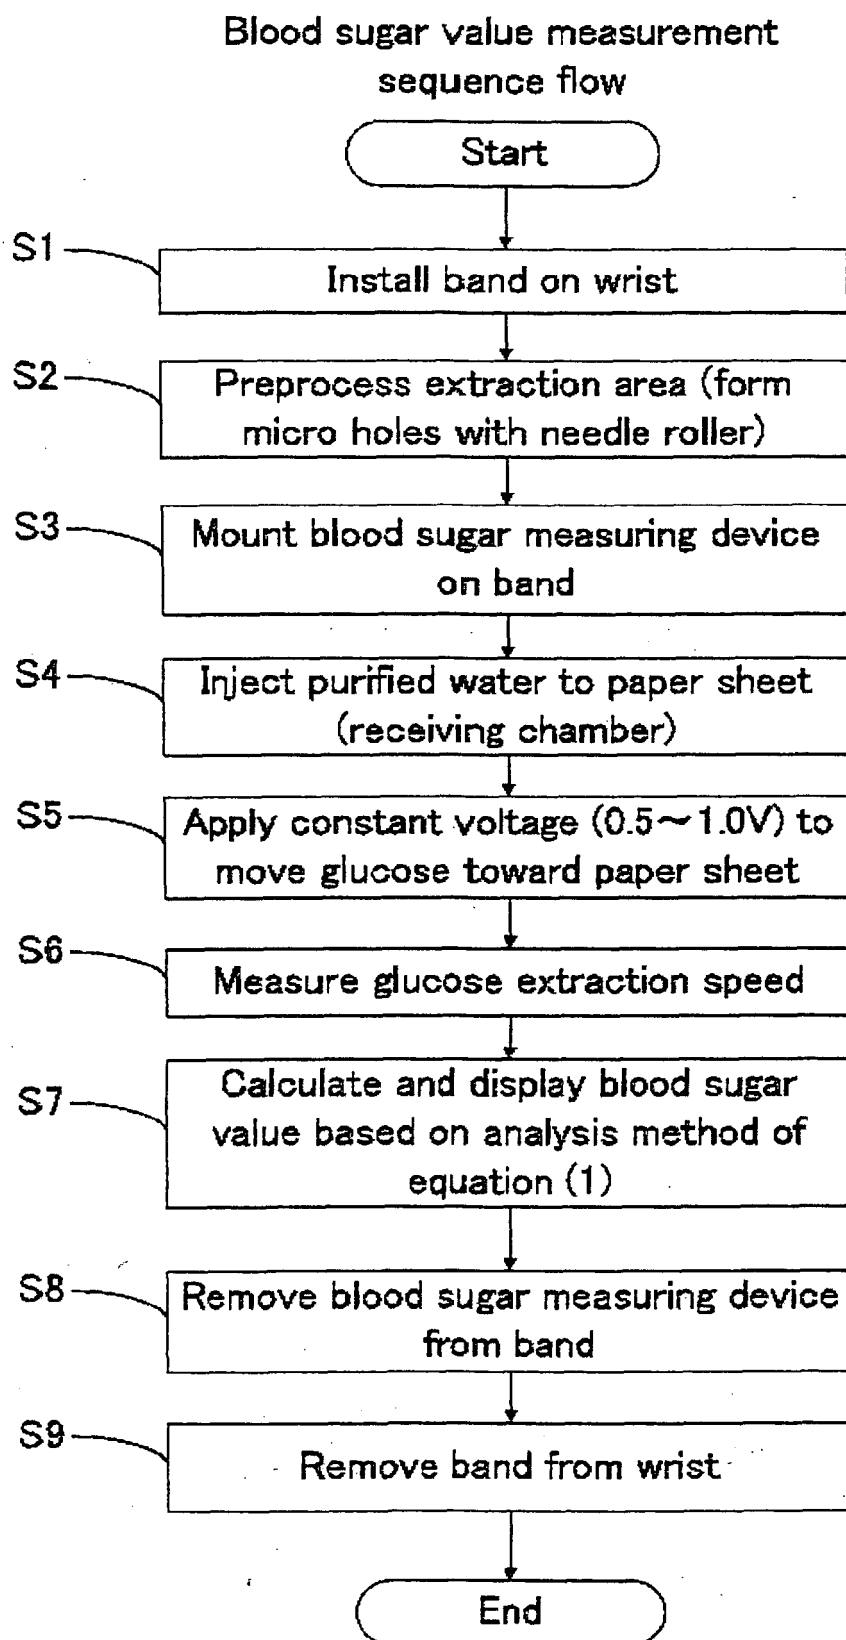 Blood sugar value measurement
sequence flow
Start
S1
Install band on wrist
S2
Preprocess extraction area (form
micro holes with needle roller)
S3
Mount blood sugar measuring device
on band
S4
Inject purified water to paper sheet
(receiving chamber)
S5
Apply constant voltage (0.5～1.0V) to
move glucose toward paper sheet
S6
Measure glucose extraction speed
S7
Calculate and display blood sugar
value based on analysis method of
equation (1)
S8
Remove blood sugar measuring device
from band
S9
Remove band from wrist
End